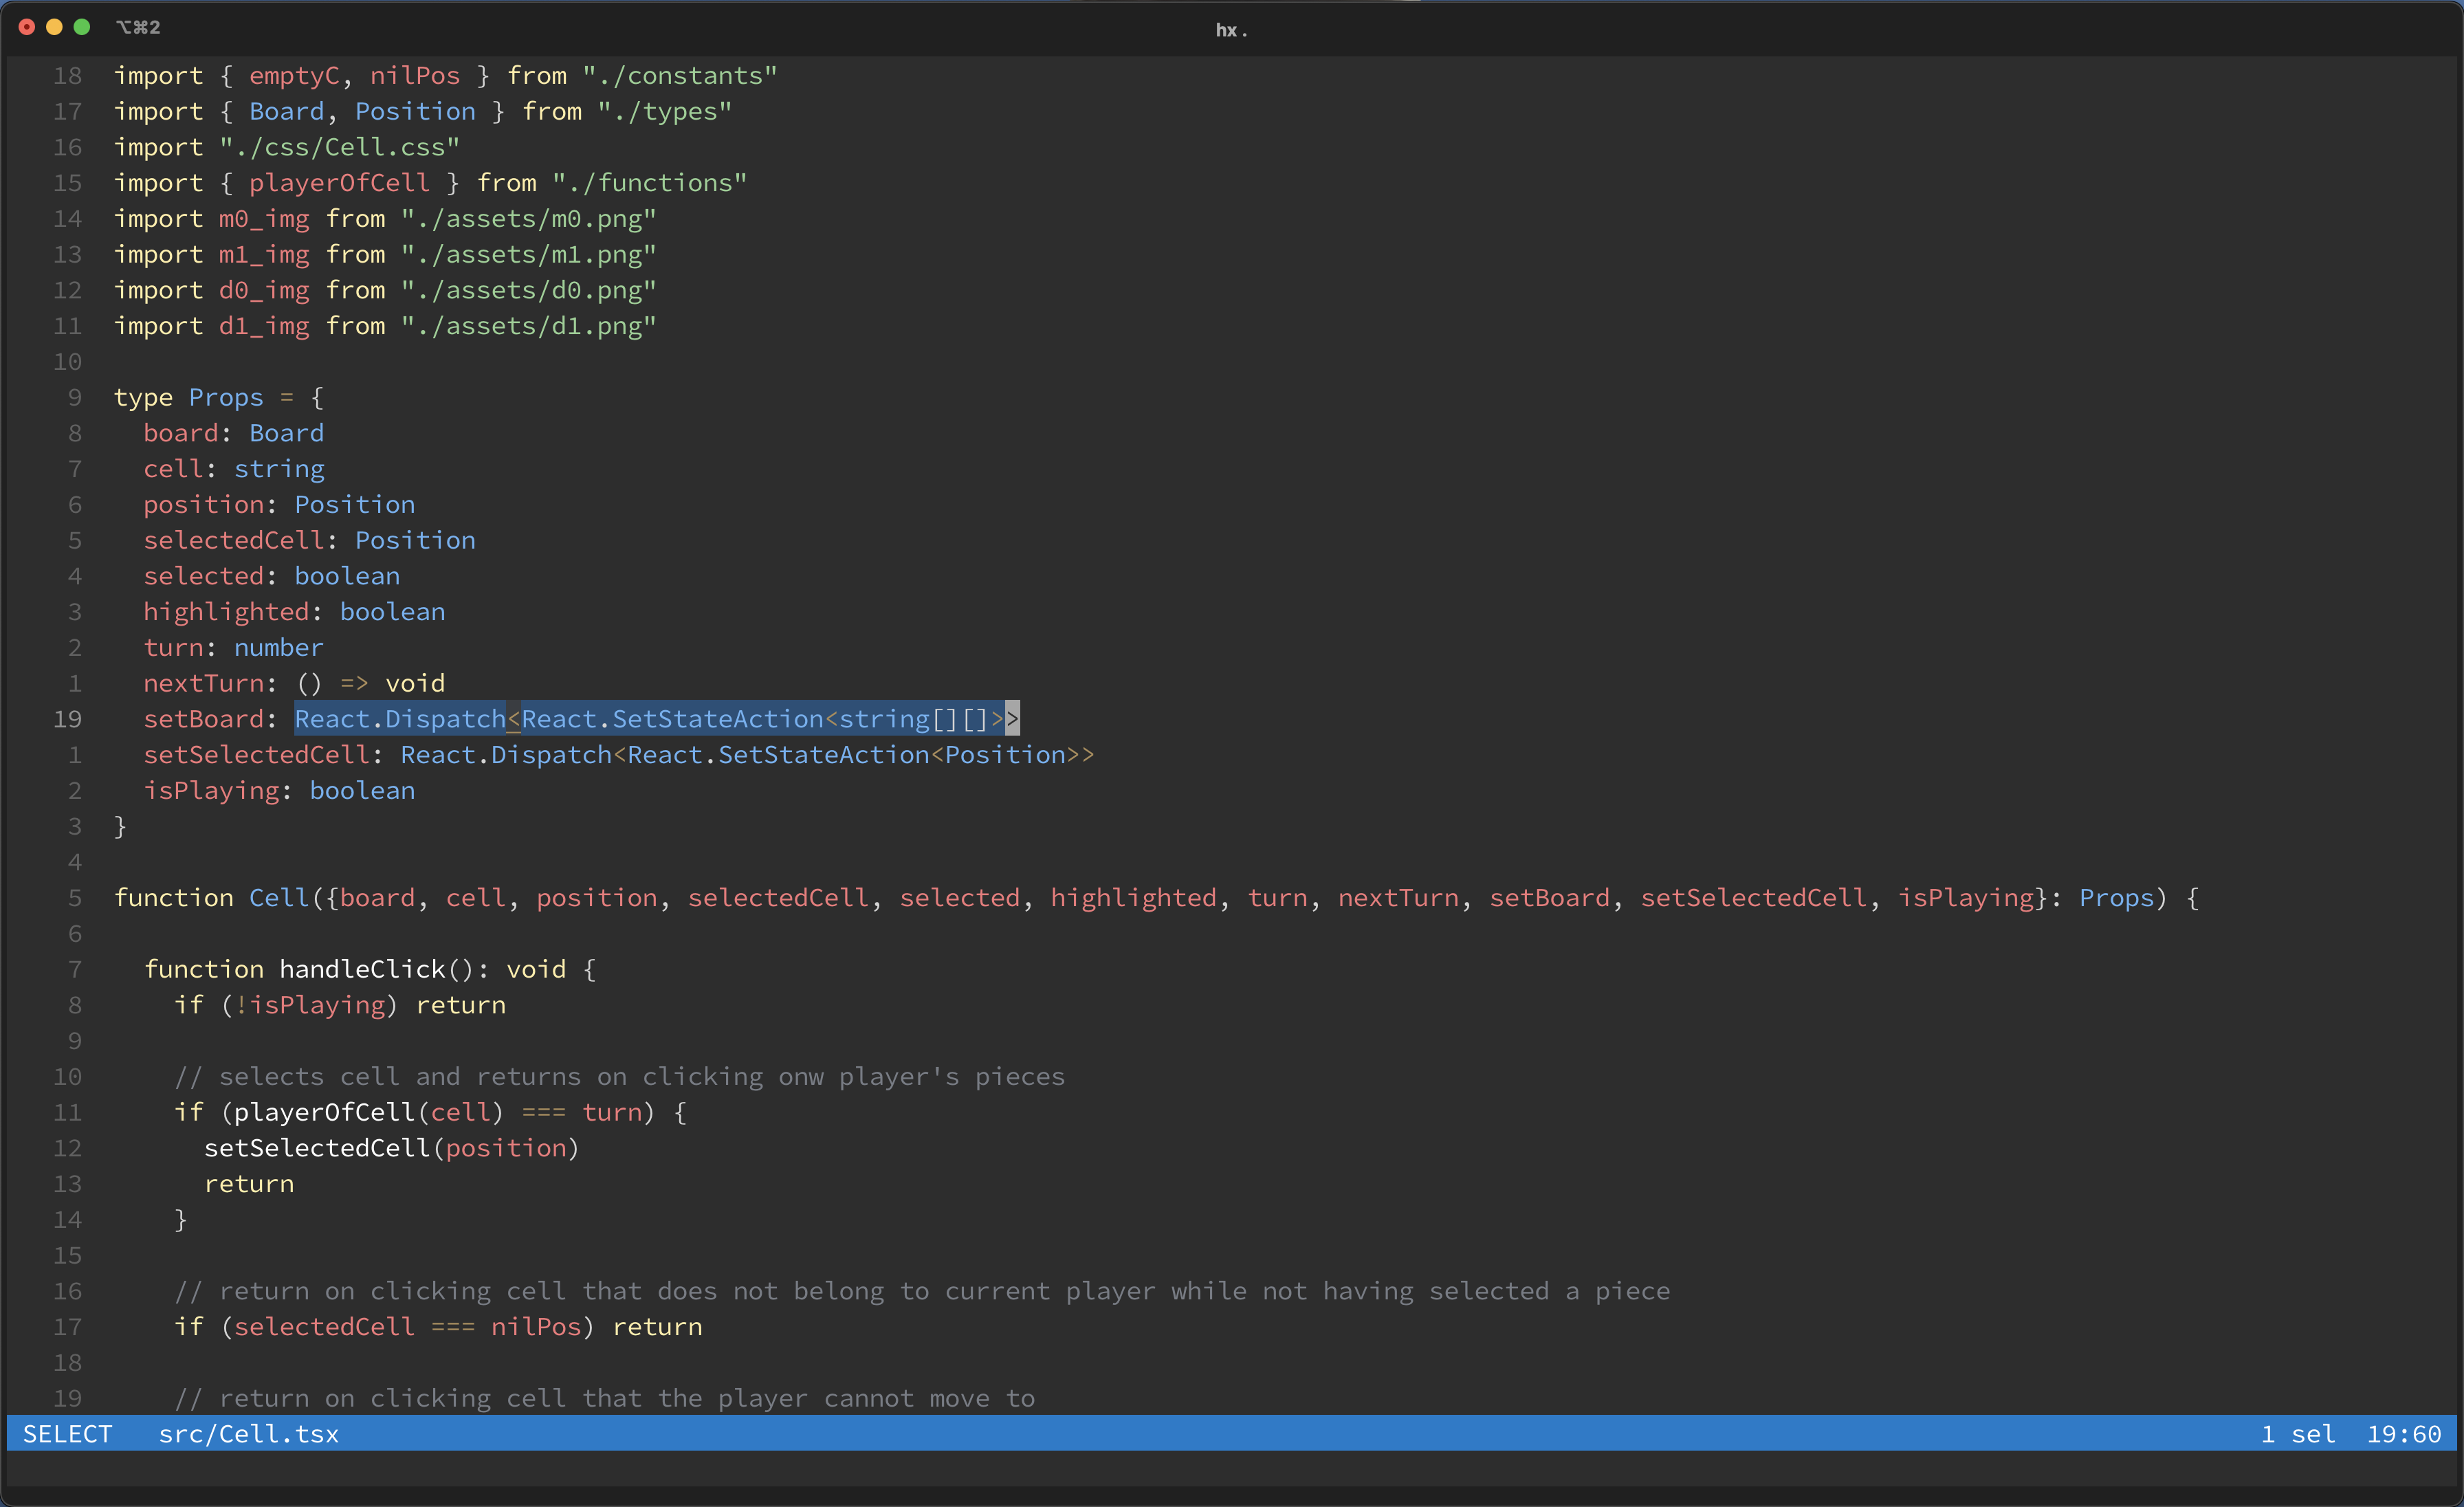 ⌥⌘2
hx .
18 import { emptyC, nilPos } from "./constants"
17 import { Board, Position } from "./types"
16 import "./css/Cell.css"
15 import { playerOfCell } from "./functions"
14 import m0_img from "./assets/m0.png"
13 import m1_img from "./assets/m1.png"
12 import d0_img from "./assets/d0.png"
11 import d1_img from "./assets/d1.png"
10
9 type Props = {
8   board: Board
7   cell: string
6   position: Position
5   selectedCell: Position
4   selected: boolean
3   highlighted: boolean
2   turn: number
1   nextTurn: () => void
19   setBoard: React.Dispatch<React.SetStateAction<string[][]>>
1   setSelectedCell: React.Dispatch<React.SetStateAction<Position>>
2   isPlaying: boolean
3 }
4
5 function Cell({board, cell, position, selectedCell, selected, highlighted, turn, nextTurn, setBoard, setSelectedCell, isPlaying}: Props) {
6
7   function handleClick(): void {
8     if (!isPlaying) return
9
10     // selects cell and returns on clicking onw player's pieces
11     if (playerOfCell(cell) === turn) {
12       setSelectedCell(position)
13       return
14     }
15
16     // return on clicking cell that does not belong to current player while not having selected a piece
17     if (selectedCell === nilPos) return
18
19     // return on clicking cell that the player cannot move to
SELECT src/Cell.tsx 1 sel 19:60